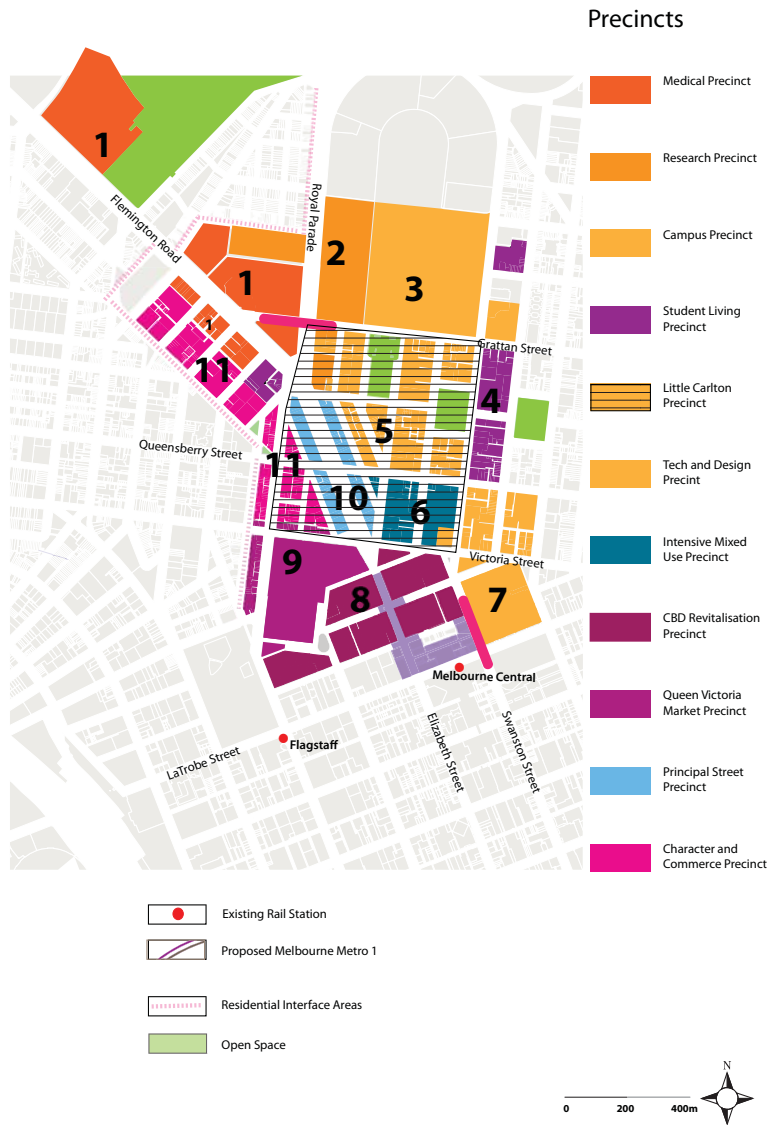 Precincts
Medical Precinct
Research Precinct
Campus Precinct
Student Living
Precinct
Little Carlton
Precinct
Tech and Design
Precint
Intensive Mixed
Use Precinct
CBD Revitalisation
Precinct
Queen Victoria
Market Precinct
Principal Street
Precinct
Character and
Commerce Precinct
1
Flemington Road
Royal Parade
2
3
1
1
11
Grattan Street
4
5
Queensberry Street
11
10
6
Victoria Street
9
8
7
Melbourne Central
Flagstaff
LaTrobe Street
Elizabeth Street
Swanston Street
Existing Rail Station
Proposed Melbourne Metro 1
Residential Interface Areas
Open Space
N
0 200 400m